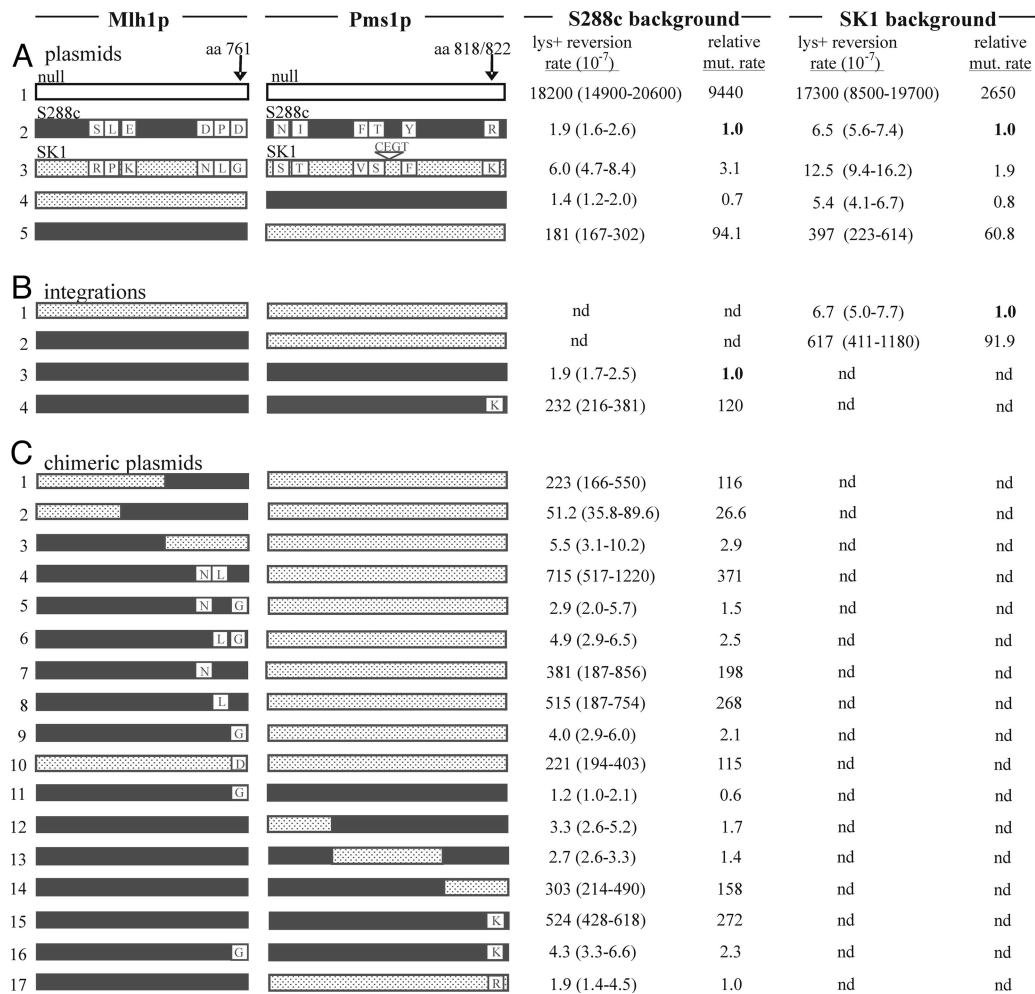 Mlh1p Pms1p S288c background SK1 background
A plasmids aa 761 aa 818/822 lys+ reversion relative lys+ reversion relative
rate (10-7) mut. rate rate (10-7) mut. rate
null null
1 18200 (14900-20600) 9440 17300 (8500-19700) 2650
S288c
2 S L E D P D N I F T Y R 1.9 (1.6-2.6) 1.0 6.5 (5.6-7.4) 1.0
SK1 SK1 CEGT
3 R P K N L G S T V S F K 6.0 (4.7-8.4) 3.1 12.5 (9.4-16.2) 1.9
4 1.4 (1.2-2.0) 0.7 5.4 (4.1-6.7) 0.8
5 181 (167-302) 94.1 397 (223-614) 60.8
B integrations
1 nd nd 6.7 (5.0-7.7) 1.0
2 nd nd 617 (411-1180) 91.9
3 1.9 (1.7-2.5) 1.0 nd nd
4 K 232 (216-381) 120 nd nd
C chimeric plasmids
1 223 (166-550) 116 nd nd
2 51.2 (35.8-89.6) 26.6 nd nd
3 5.5 (3.1-10.2) 2.9 nd nd
4 N L 715 (517-1220) 371 nd nd
5 N G 2.9 (2.0-5.7) 1.5 nd nd
6 L G 4.9 (2.9-6.5) 2.5 nd nd
7 N 381 (187-856) 198 nd nd
8 L 515 (187-754) 268 nd nd
9 G 4.0 (2.9-6.0) 2.1 nd nd
10 D 221 (194-403) 115 nd nd
11 G 1.2 (1.0-2.1) 0.6 nd nd
12 3.3 (2.6-5.2) 1.7 nd nd
13 2.7 (2.6-3.3) 1.4 nd nd
14 303 (214-490) 158 nd nd
15 K 524 (428-618) 272 nd nd
16 G K 4.3 (3.3-6.6) 2.3 nd nd
17 R 1.9 (1.4-4.5) 1.0 nd nd